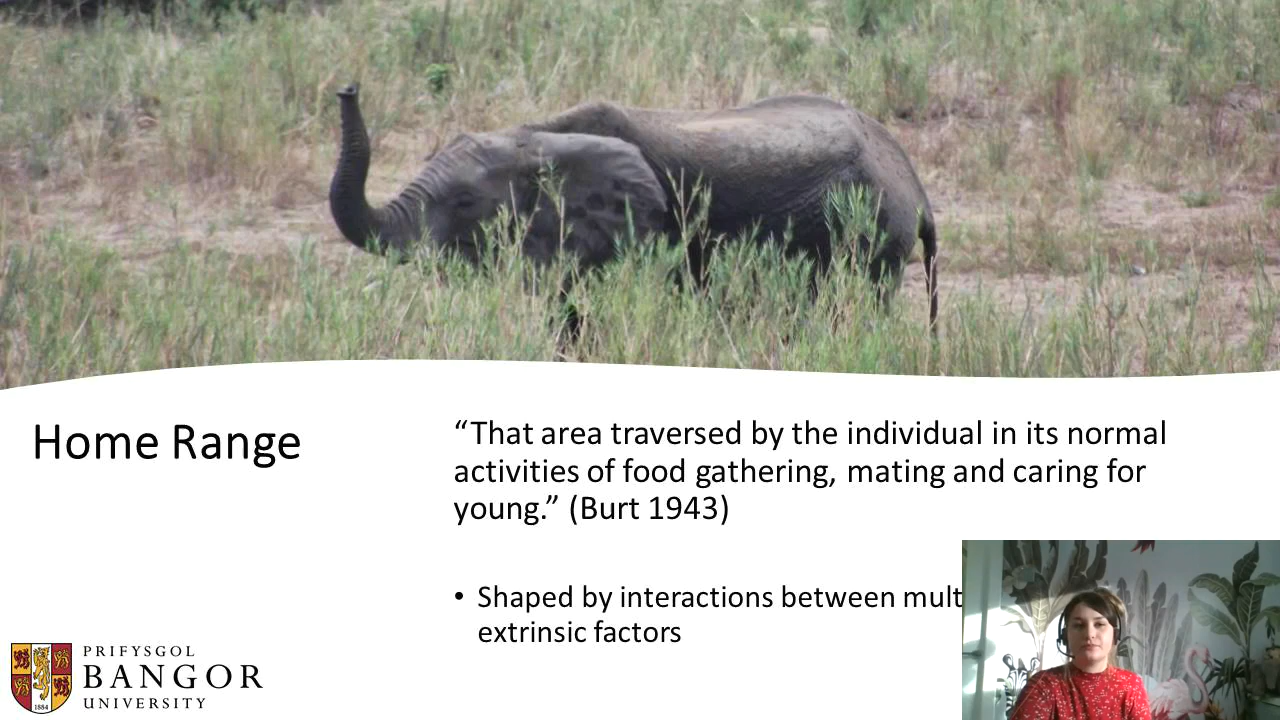 Home Range
“That area traversed by the individual in its normal
activities of food gathering, mating and caring for
young.” (Burt 1943)
• Shaped by interactions between
extrinsic factors
PRIFYSGOL
BANGOR
UNIVERSITY
1884